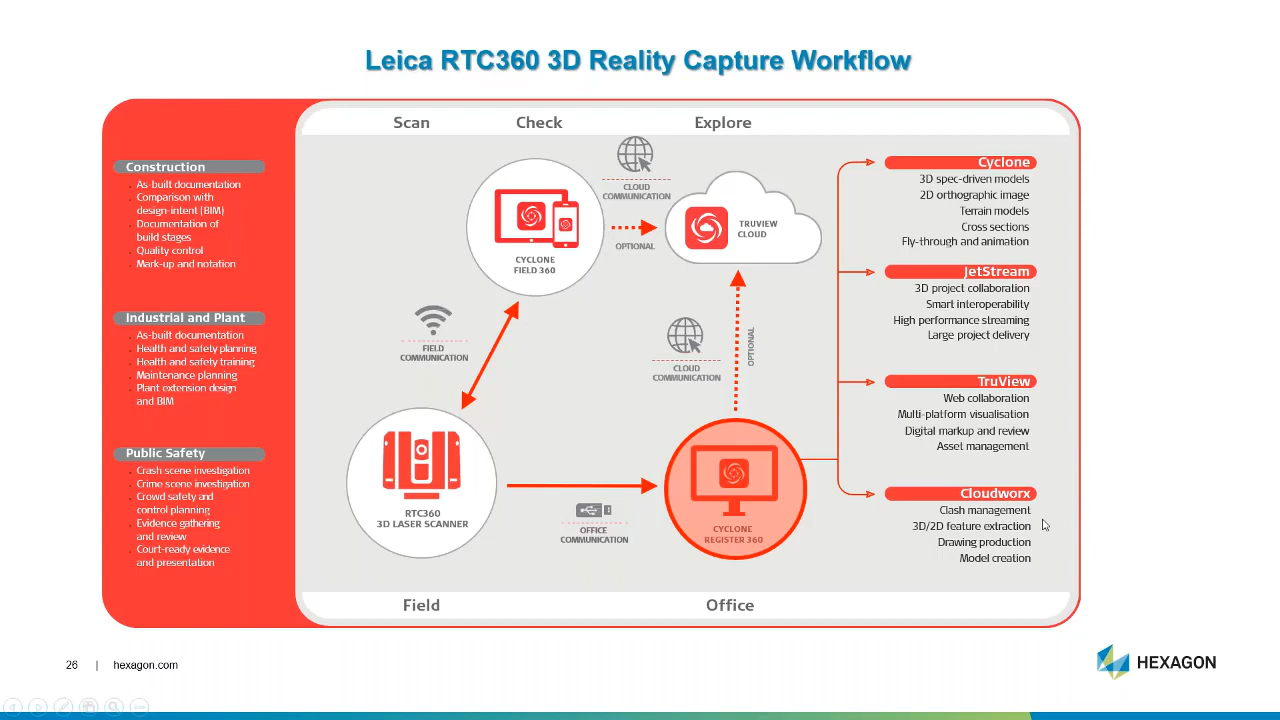 Leica RTC360 3D Reality Capture Workflow
Scan
Check
Explore
Construction
As-built documentation
Comparison with
design-intent (BIM)
Documentation of
build stages
Quality control
Mark-up and notation
Industrial and Plant
As-built documentation
Health and safety planning
Health and safety training
Maintenance planning
Plant extension design
and BIM
Public Safety
Crash scene investigation
Crime scene investigation
Crowd safety and
control planning
Evidence gathering
and review
Court-ready evidence
and presentation
CYCLONE
FIELD 360
CLOUD
COMMUNICATION
OPTIONAL
TRUVIEW
CLOUD
FIELD
COMMUNICATION
CLOUD
COMMUNICATION
OPTIONAL
RTC360
3D LASER SCANNER
OFFICE
COMMUNICATION
CYCLONE
REGISTER 360
Cyclone
3D spec-driven models
2D orthographic image
Terrain models
Cross sections
Fly-through and animation
JetStream
3D project collaboration
Smart interoperability
High performance streaming
Large project delivery
TruView
Web collaboration
Multi-platform visualisation
Digital markup and review
Asset management
Cloudworx
Clash management
3D/2D feature extraction
Drawing production
Model creation
Field
Office
26 | hexagon.com
HEXAGON